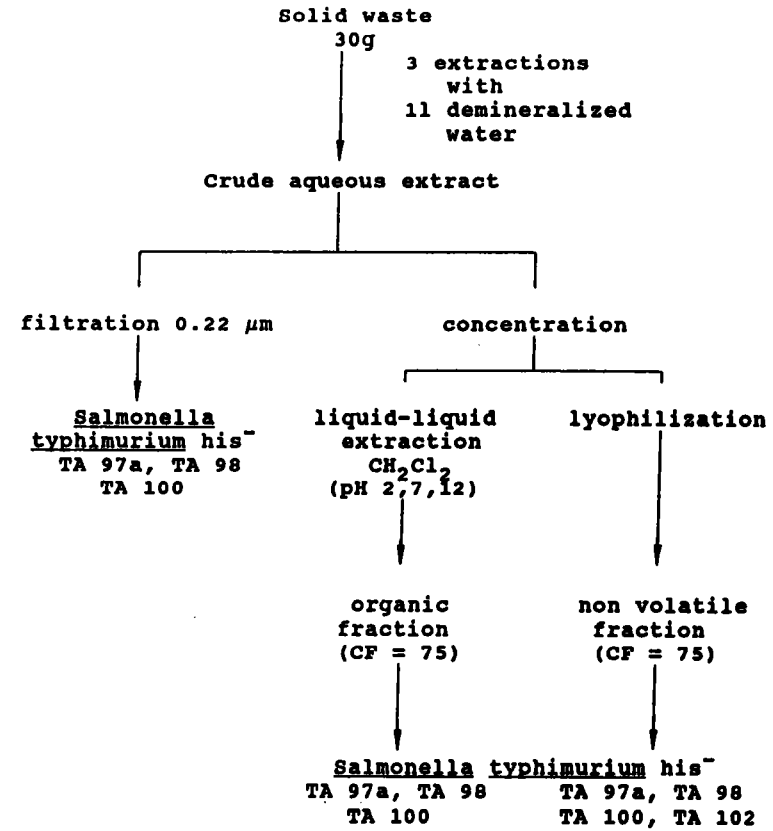 Solid waste
30g
3 extractions
with
1l demineralized
water
Crude aqueous extract
filtration 0.22 µm
concentration
Salmonella
typhimurium his⁻
TA 97a, TA 98
TA 100
liquid-liquid
extraction
CH₂Cl₂
(pH 2,7,12)
lyophilization
organic
fraction
(CF = 75)
non volatile
fraction
(CF = 75)
Salmonella typhimurium his⁻
TA 97a, TA 98
TA 100
TA 97a, TA 98
TA 100, TA 102